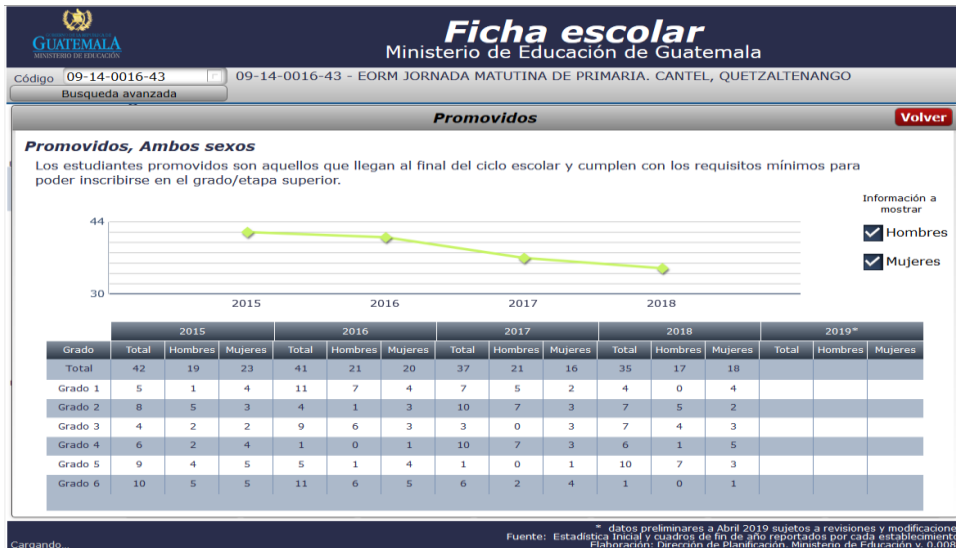 GUATEMALA
MINISTERIO DE EDUCACIÓN
Ficha escolar
Ministerio de Educación de Guatemala
Código 09-14-0016-43 09-14-0016-43 - EORM JORNADA MATUTINA DE PRIMARIA. CANTEL, QUETZALTENANGO
Busqueda avanzada
Promovidos Volver
Promovidos, Ambos sexos
Los estudiantes promovidos son aquellos que llegan al final del ciclo escolar y cumplen con los requisitos mínimos para
poder inscribirse en el grado/etapa superior.
Información a
mostrar
Hombres
Mujeres
44
30
2015 2016 2017 2018
2015 2016 2017 2018 2019*
Grado Total Hombres Mujeres Total Hombres Mujeres Total Hombres Mujeres Total Hombres Mujeres Total Hombres Mujeres
Total 42 19 23 41 21 20 37 21 16 35 17 18
Grado 1 5 1 4 11 7 4 7 5 2 4 0 4
Grado 2 8 5 3 4 1 3 10 7 3 7 5 2
Grado 3 4 2 2 9 6 3 3 0 3 7 4 3
Grado 4 6 2 4 1 0 1 10 7 3 6 1 5
Grado 5 9 4 5 5 1 4 1 0 1 10 7 3
Grado 6 10 5 5 11 6 5 6 2 4 1 0 1
* datos preliminares a Abril 2019 sujetos a revisiones y modificacione
Fuente: Estadística Inicial y cuadros de fin de año reportados por cada establecimiento
Cargando... Elaboración: Dirección de Planificación, Ministerio de Educación v. 0.008